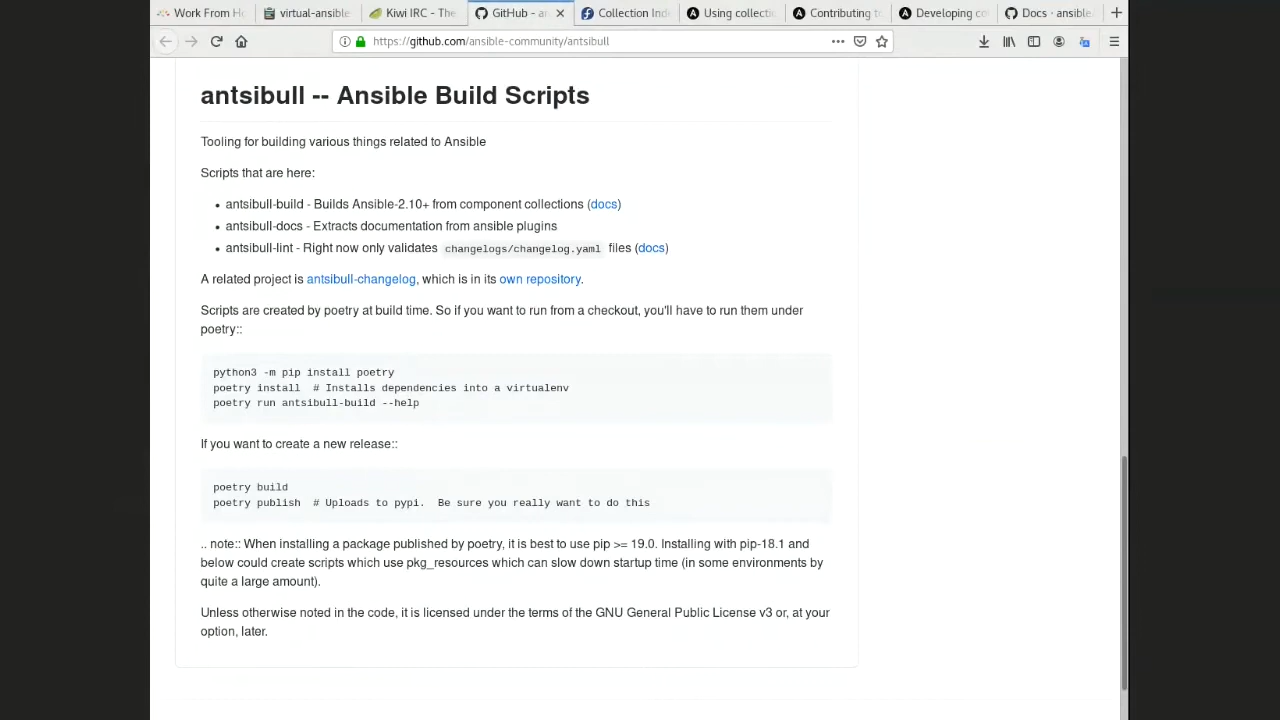 Work From Ho
virtual-ansible
Kiwi IRC - The
GitHub - an
Collection Inde
Using collectio
Contributing to
Developing co
Docs · ansible
https://github.com/ansible-community/antsibull
antsibull -- Ansible Build Scripts
Tooling for building various things related to Ansible
Scripts that are here:
• antsibull-build - Builds Ansible-2.10+ from component collections (docs)
• antsibull-docs - Extracts documentation from ansible plugins
• antsibull-lint - Right now only validates changelogs/changelog.yaml files (docs)
A related project is antsibull-changelog, which is in its own repository.
Scripts are created by poetry at build time. So if you want to run from a checkout, you'll have to run them under
poetry::
python3 -m pip install poetry
poetry install  # Installs dependencies into a virtualenv
poetry run antsibull-build --help
If you want to create a new release::
poetry build
poetry publish  # Uploads to pypi.  Be sure you really want to do this
.. note:: When installing a package published by poetry, it is best to use pip >= 19.0. Installing with pip-18.1 and
below could create scripts which use pkg_resources which can slow down startup time (in some environments by
quite a large amount).
Unless otherwise noted in the code, it is licensed under the terms of the GNU General Public License v3 or, at your
option, later.